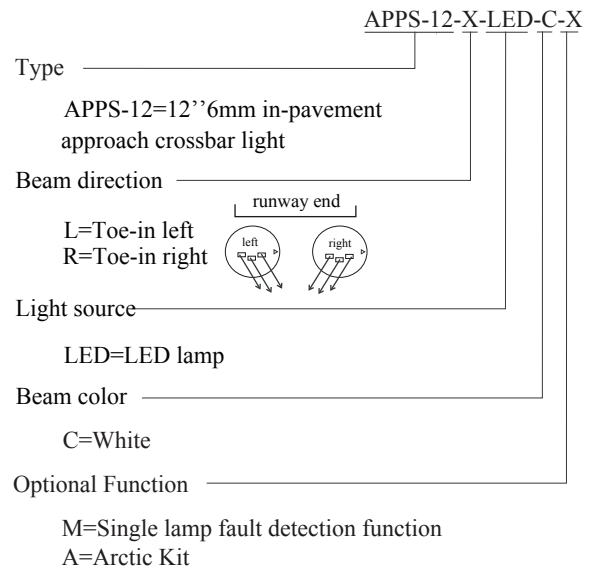 APPS-12-X-LED-C-X
Type
APPS-12=12’’6mm in-pavement
approach crossbar light
Beam direction
runway end
L=Toe-in left
R=Toe-in right
left
right
Light source
LED=LED lamp
Beam color
C=White
Optional Function
M=Single lamp fault detection function
A=Arctic Kit